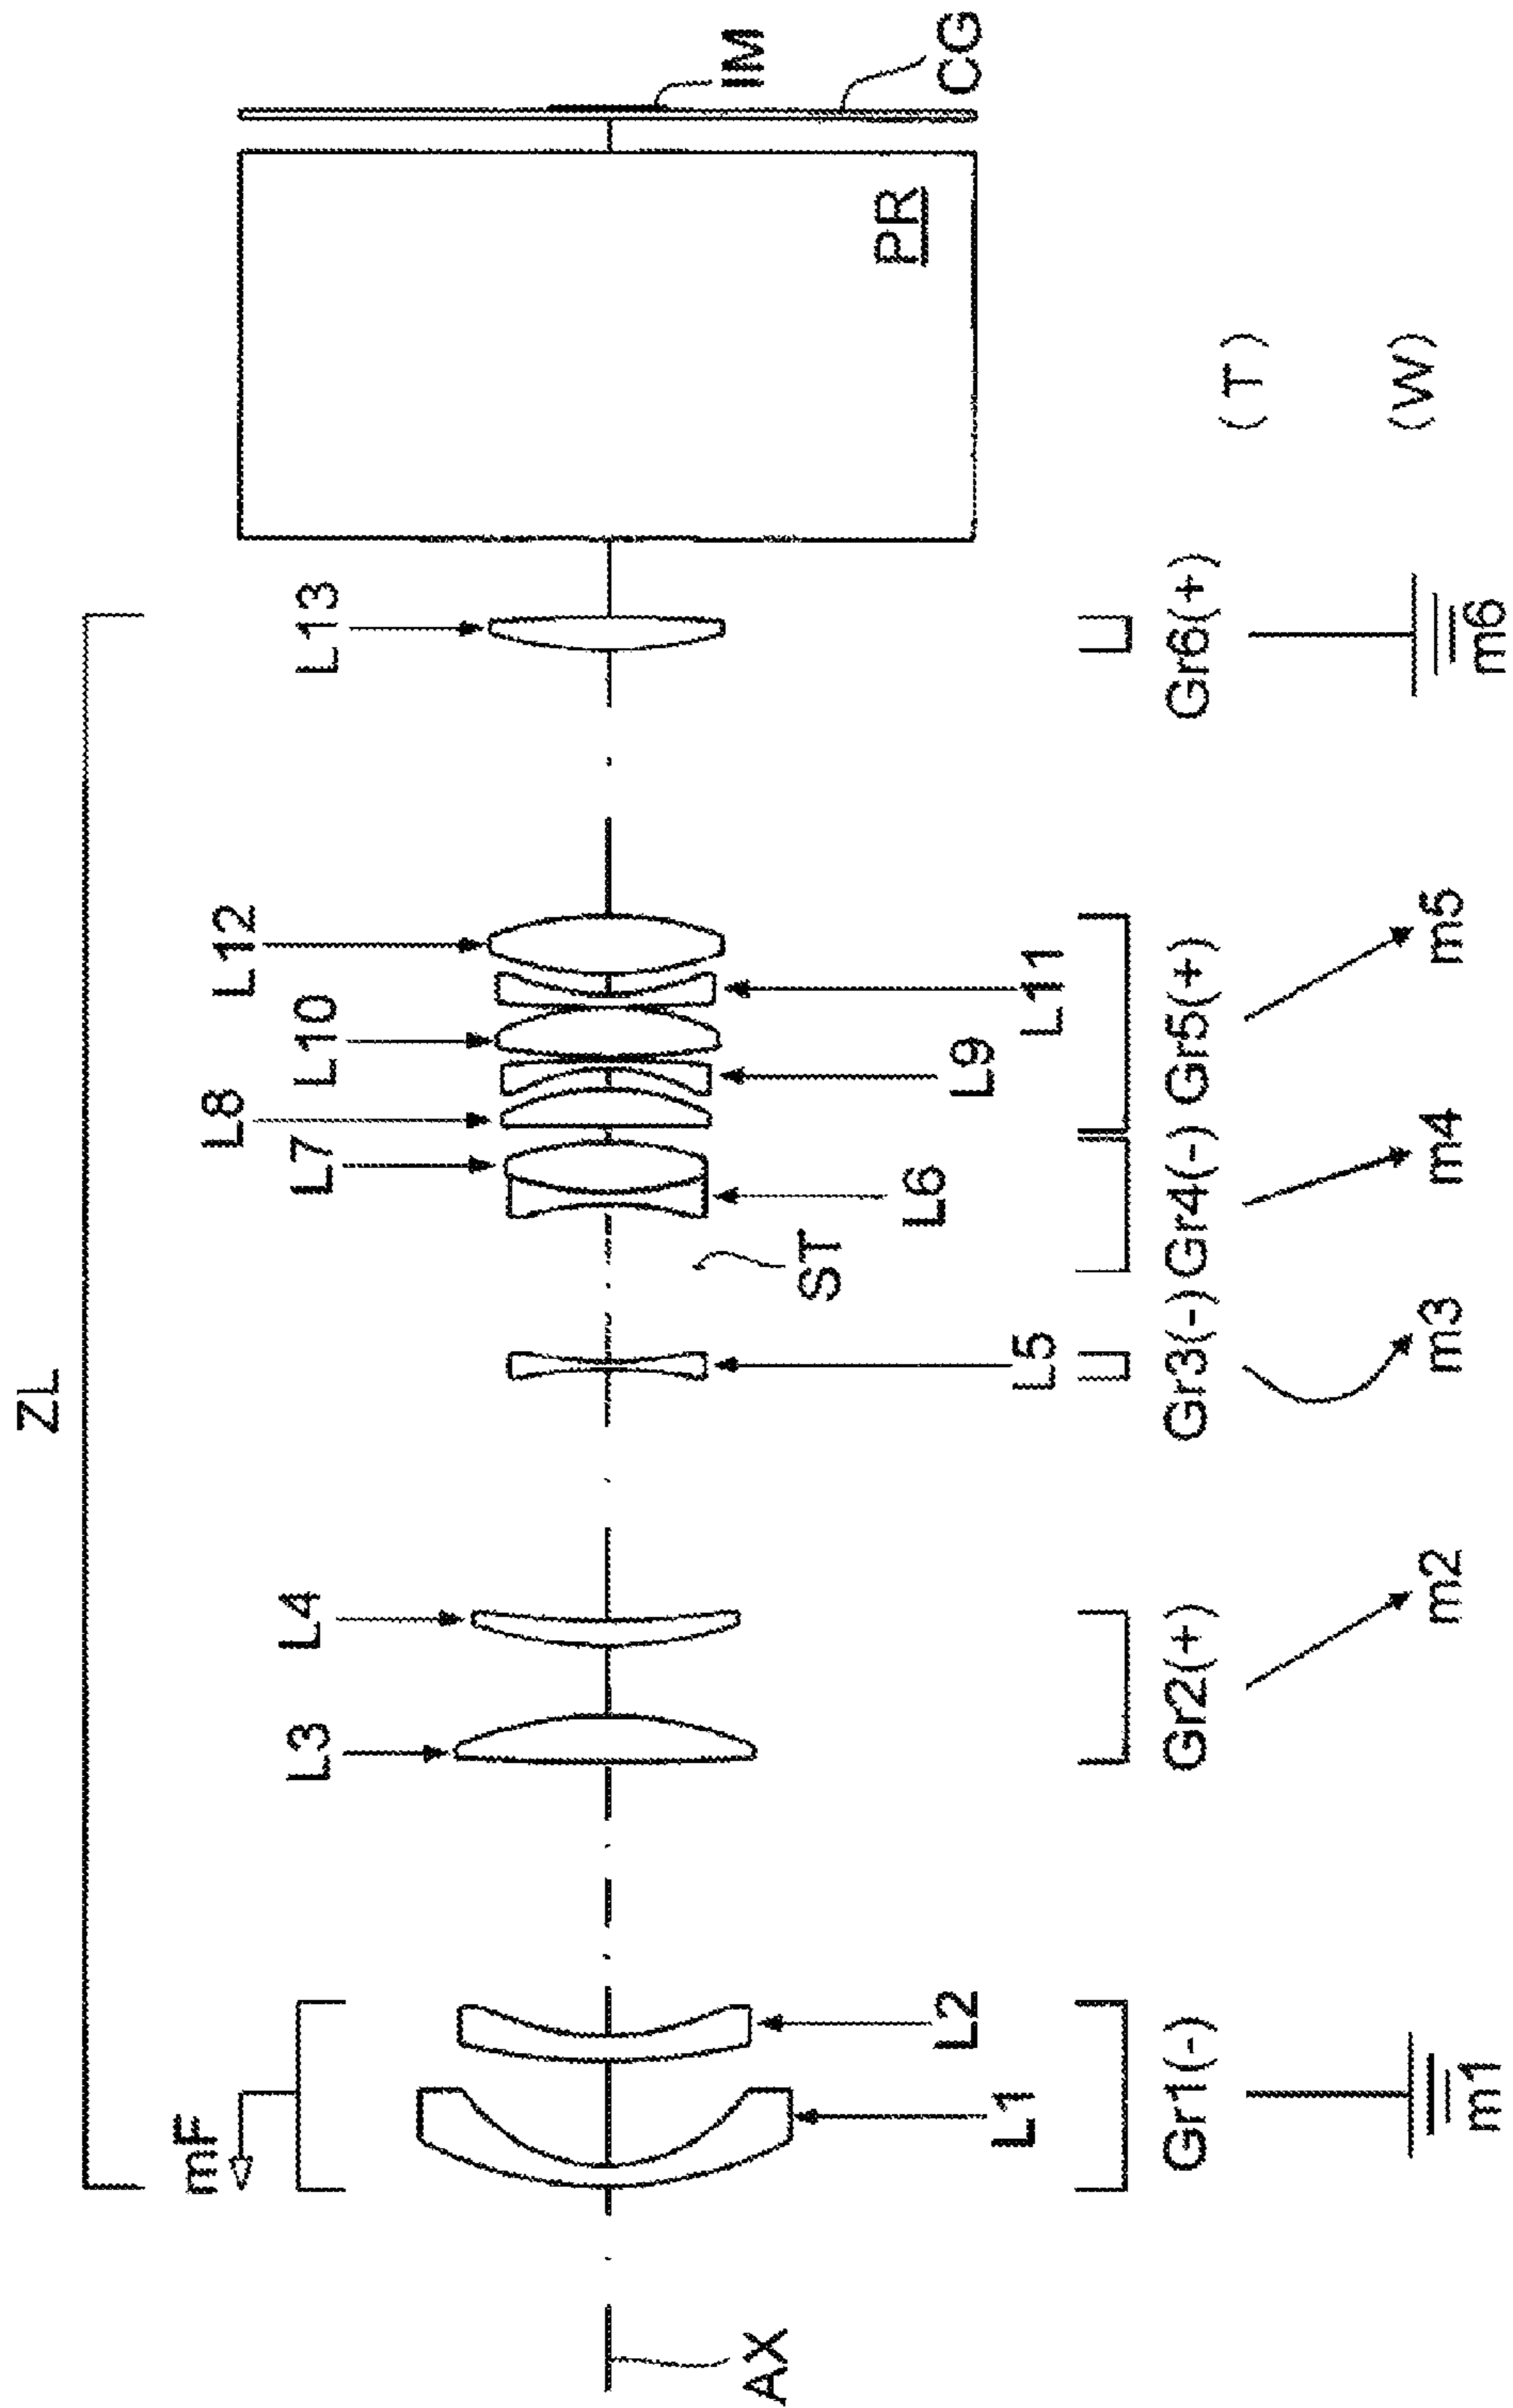 ZL
mF
L3
L4
L7
L8
L10
L12
L13
L1
L2
L5
L6
L9
L11
AX
ST
PR
IM
CG
Gr1(-)
Gr2(+)
Gr3(-)
Gr4(-)
Gr5(+)
Gr6(+)
(T)
m1
m2
m3
m4
m5
m6
(W)